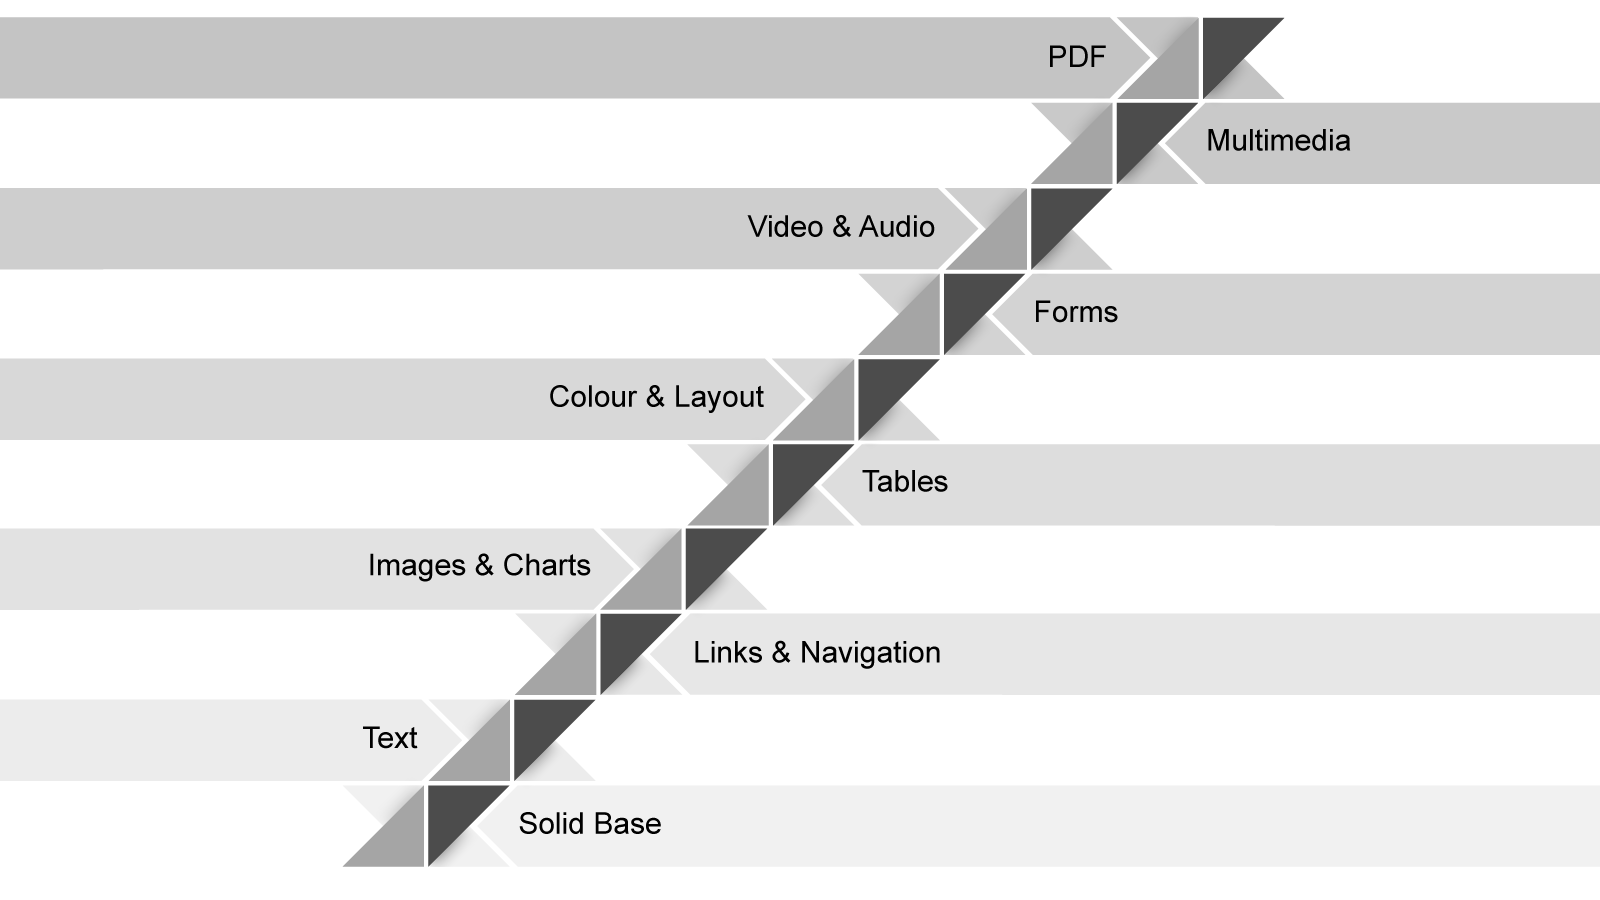 PDF
Multimedia
Video & Audio
Forms
Colour & Layout
Tables
Images & Charts
Links & Navigation
Text
Solid Base